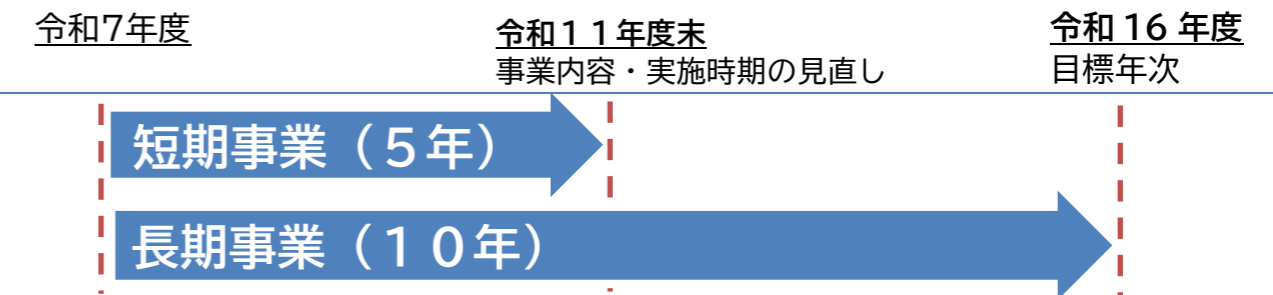 令和7年度
令和１１年度末
事業内容・実施時期の見直し
令和 16 年度
目標年次
短期事業（５年）
長期事業（１０年）